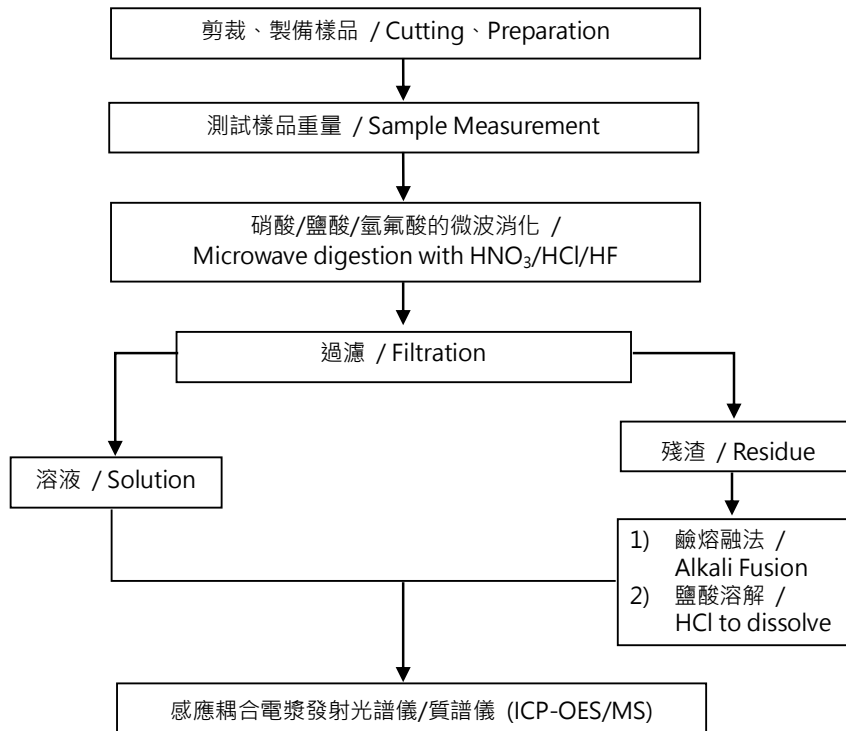 剪裁、製備樣品 / Cutting、Preparation
測試樣品重量 / Sample Measurement
硝酸/鹽酸/氫氟酸的微波消化 /
Microwave digestion with HNO₃/HCl/HF
過濾 / Filtration
溶液 / Solution
殘渣 / Residue
1) 鹼熔融法 /
Alkali Fusion
2) 鹽酸溶解 /
HCl to dissolve
感應耦合電漿發射光譜儀/質譜儀 (ICP-OES/MS)